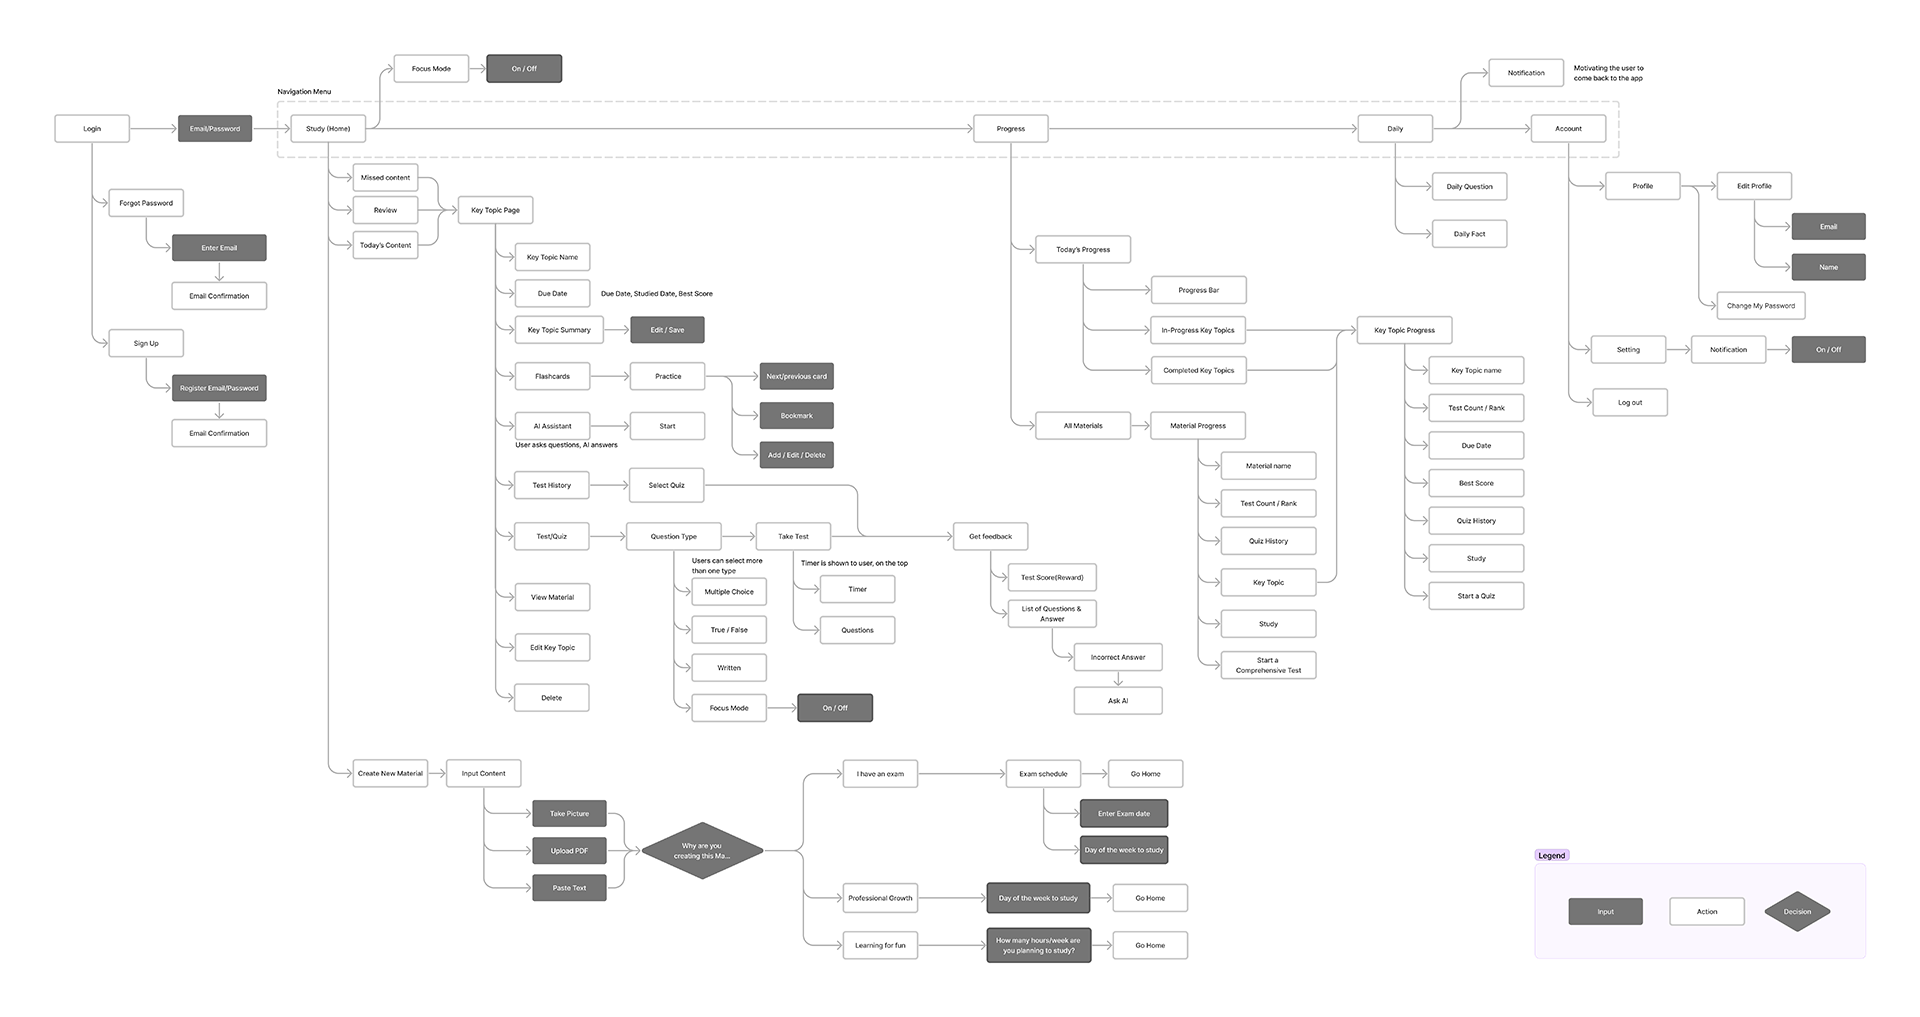 Focus Mode
On / Off
Notification
Motivating the user to
come back to the app
Navigation Menu
Login
Email/Password
Study (Home)
Progress
Daily
Account
Missed content
Review
Today's Content
Key Topic Page
Forgot Password
Enter Email
Email Confirmation
Sign Up
Register Email/Password
Email Confirmation
Key Topic Name
Due Date
Due Date, Studied Date, Best Score
Key Topic Summary
Edit / Save
Flashcards
Practice
Next/previous card
Bookmark
Add / Edit / Delete
AI Assistant
Start
User asks questions, AI answers
Test History
Select Quiz
Test/Quiz
Question Type
Take Test
Get feedback
Users can select more
than one type
Multiple Choice
True / False
Written
Focus Mode
On / Off
Timer is shown to user, on the top
Timer
Questions
Test Score(Reward)
List of Questions &
Answer
Incorrect Answer
Ask AI
View Material
Edit Key Topic
Delete
Today's Progress
Progress Bar
In-Progress Key Topics
Completed Key Topics
All Materials
Material Progress
Material name
Test Count / Rank
Quiz History
Key Topic
Study
Start a
Comprehensive Test
Key Topic Progress
Key Topic name
Test Count / Rank
Due Date
Best Score
Quiz History
Study
Start a Quiz
Daily Question
Daily Fact
Profile
Edit Profile
Email
Name
Change My Password
Setting
Notification
On / Off
Log out
Create New Material
Input Content
Take Picture
Upload PDF
Paste Text
Why are you
creating this Ma...
I have an exam
Exam schedule
Go Home
Enter Exam date
Day of the week to study
Professional Growth
Day of the week to study
Go Home
Learning for fun
How many hours/week are
you planning to study?
Go Home
Legend
Input
Action
Decision